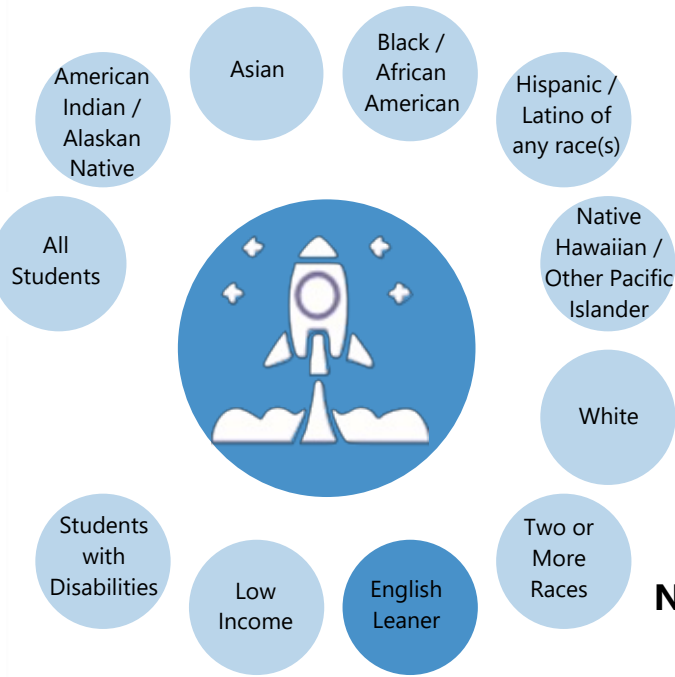 All
Students
American
Indian /
Alaskan
Native
Asian
Black /
African
American
Hispanic /
Latino of
any race(s)
Native
Hawaiian /
Other Pacific
Islander
White
Two or
More
Races
English
Leaner
Low
Income
Students
with
Disabilities
N